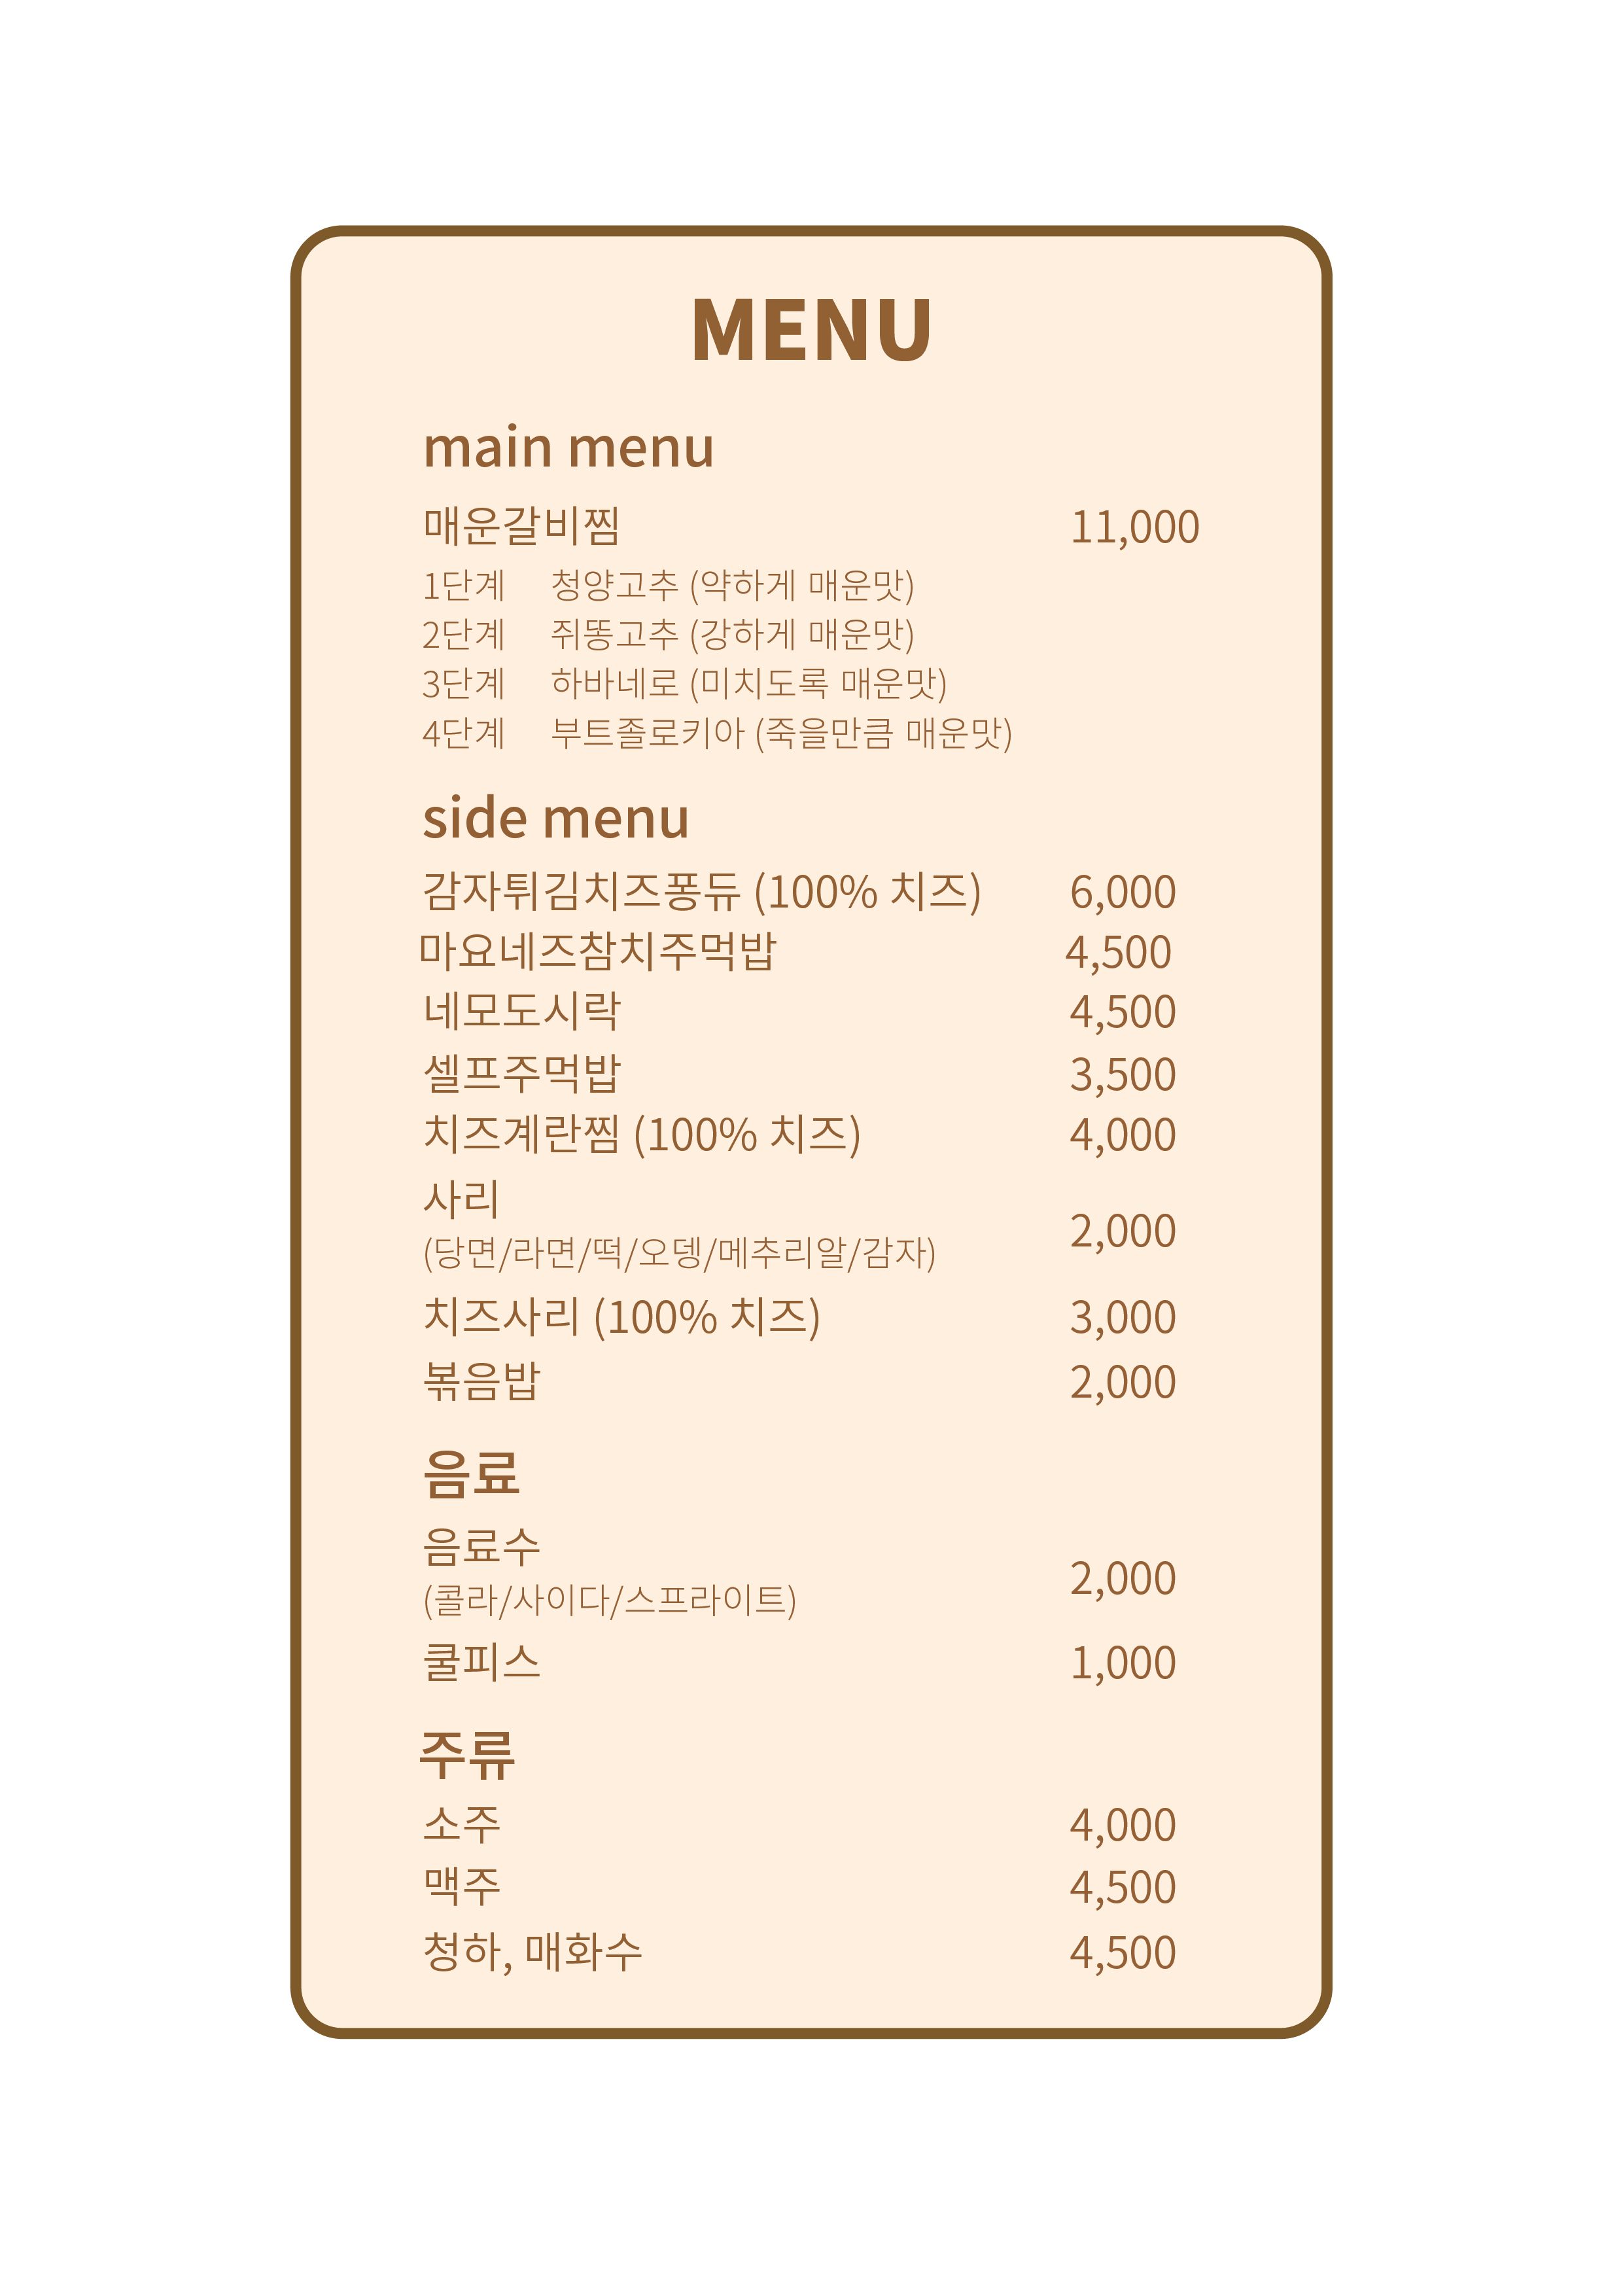 MENU
main menu
매운갈비찜 11,000
1단계 청양고추 (약하게 매운맛)
2단계 쥐똥고추 (강하게 매운맛)
3단계 하바네로 (미치도록 매운맛)
4단계 부트졸로키아 (죽을만큼 매운맛)
side menu
감자튀김치즈퐁듀 (100% 치즈) 6,000
마요네즈참치주먹밥 4,500
네모도시락 4,500
셀프주먹밥 3,500
치즈계란찜 (100% 치즈) 4,000
사리
(당면/라면/떡/오뎅/메추리알/감자) 2,000
치즈사리 (100% 치즈) 3,000
볶음밥 2,000
음료
음료수
(콜라/사이다/스프라이트) 2,000
쿨피스 1,000
주류
소주 4,000
맥주 4,500
청하, 매화수 4,500